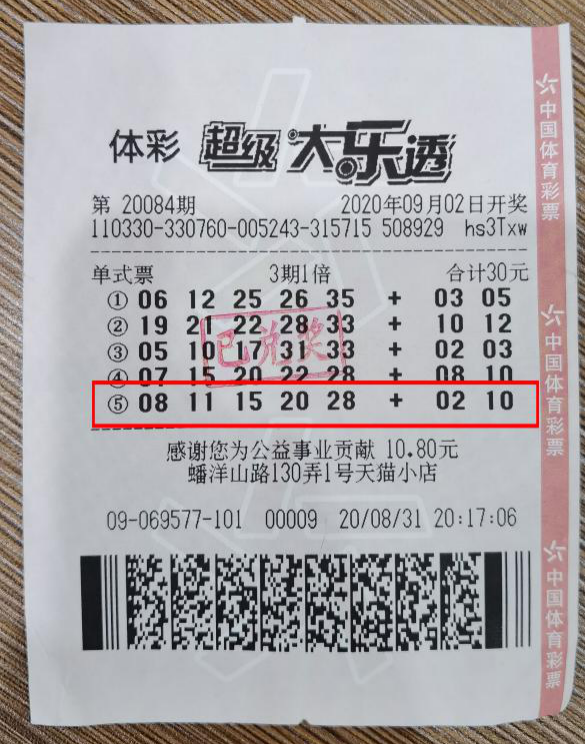 体彩 超级大乐透
第 20084期 2020年09月02日开奖
110330-330760-005243-315715 508929 hs3Txw
单式票 3期1倍 合计30元
① 06 12 25 26 35 + 03 05
② 19 22 28 33 + 10 12
③ 05 10 17 31 33 + 02 03
④ 07 15 20 22 28 + 08 10
⑤ 08 11 15 20 28 + 02 10
已兑奖
感谢您为公益事业贡献 10.80元
蟠洋山路130弄1号天猫小店
09-069577-101 00009 20/08/31 20:17:06
中国体育彩票
中国体育彩票
中国体育彩票